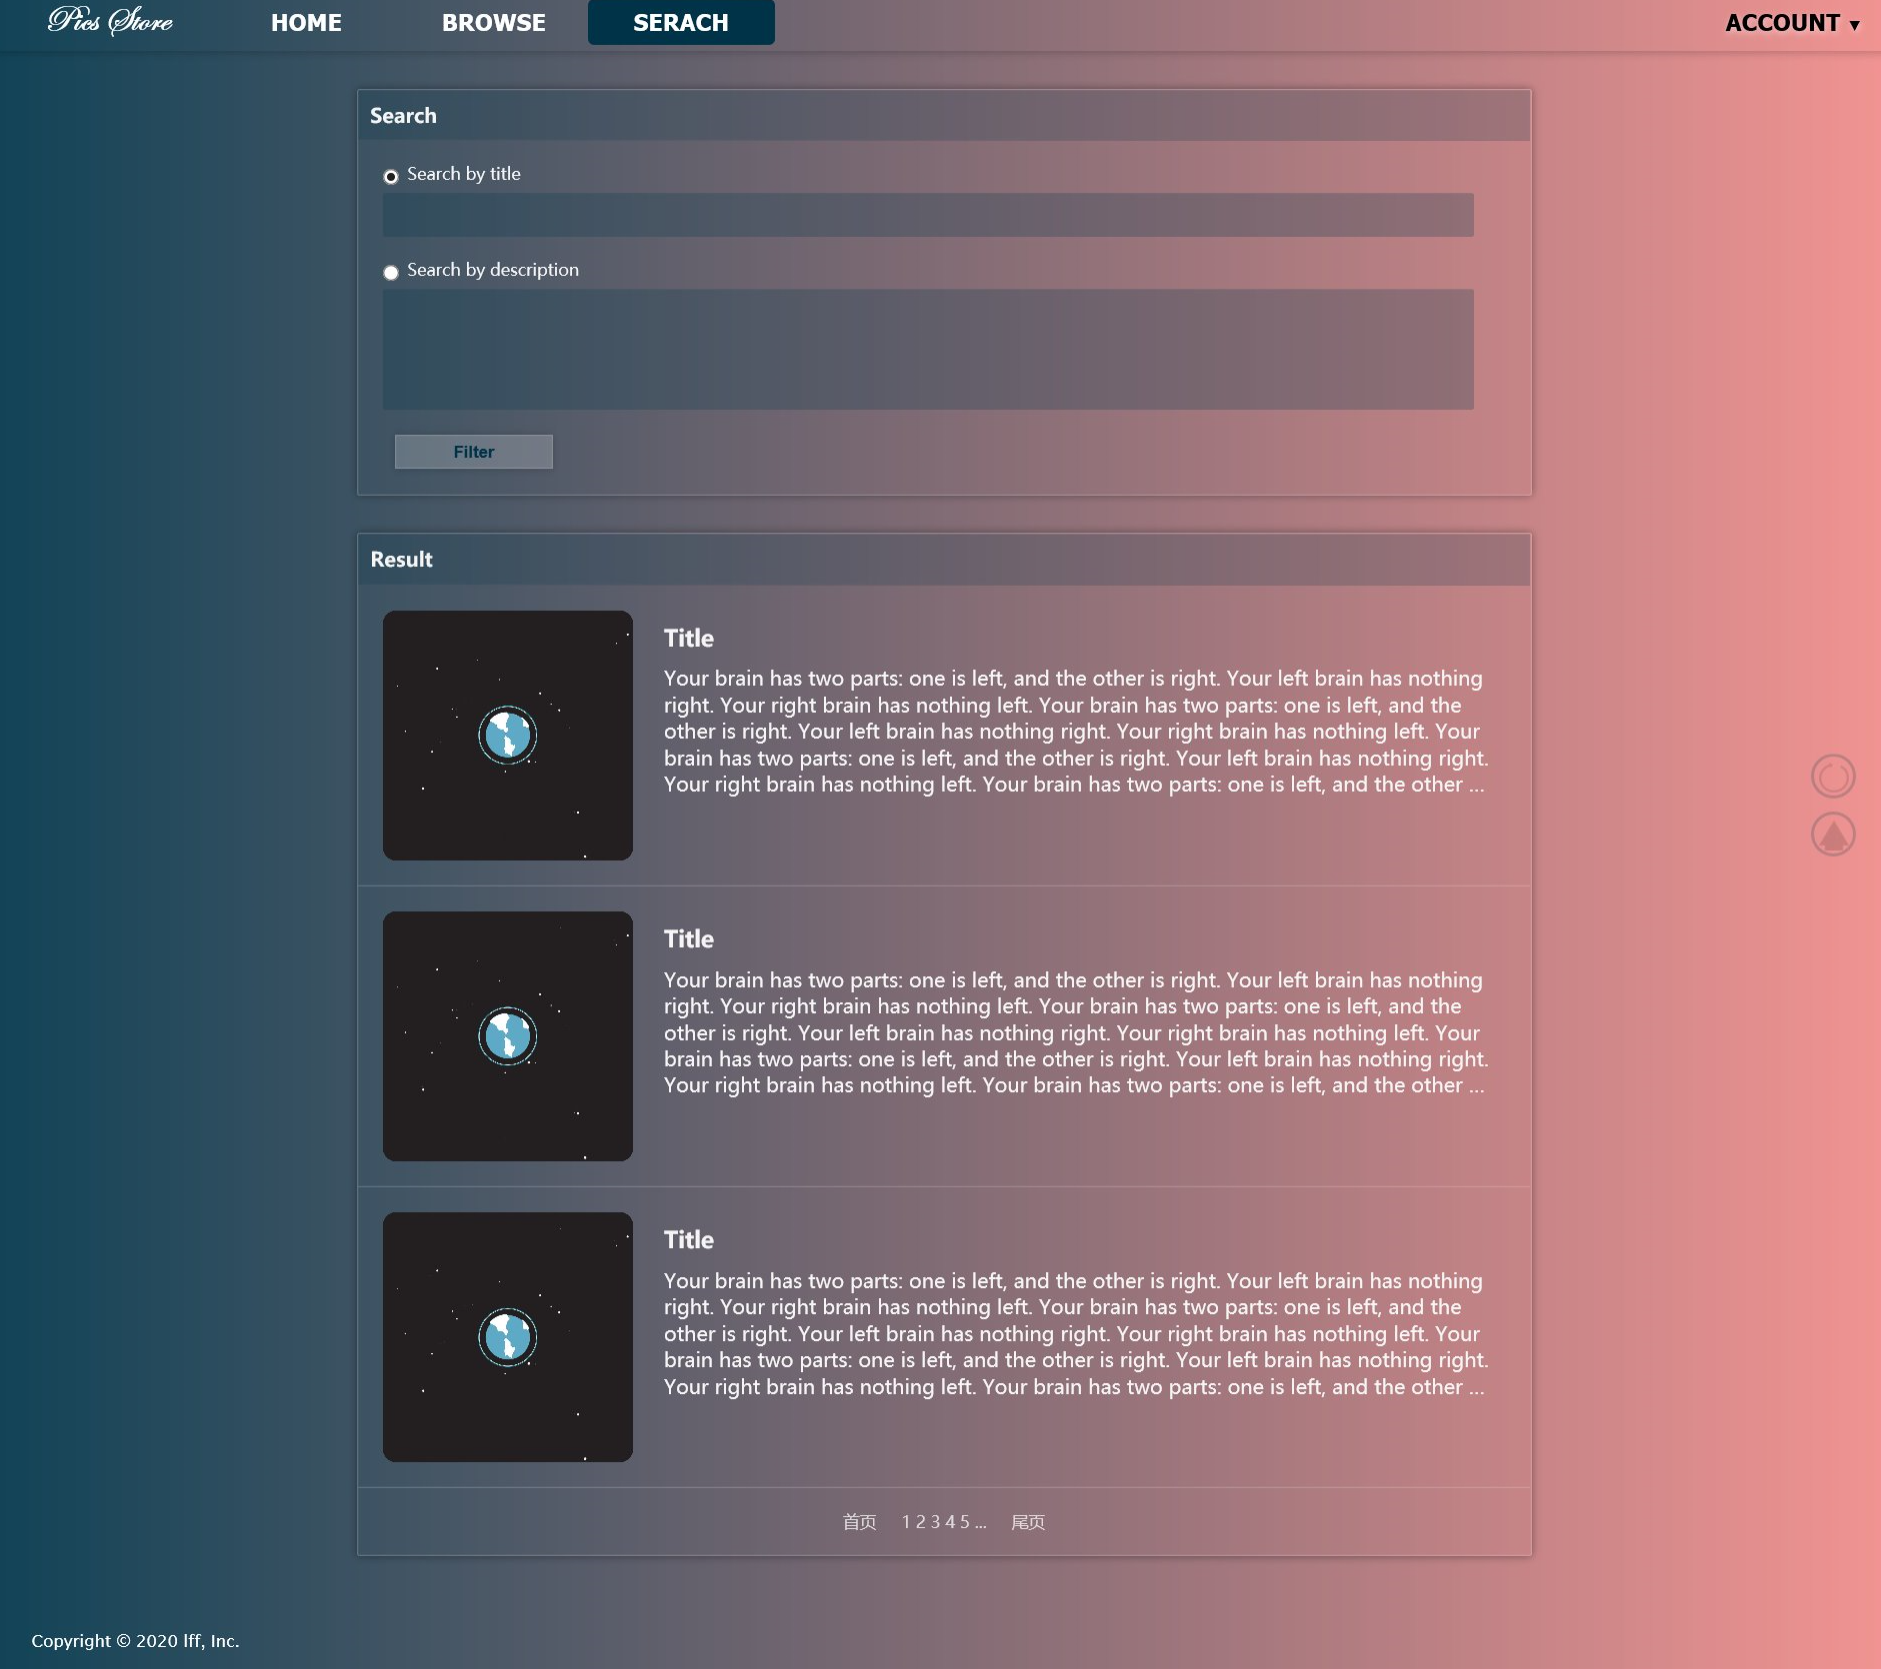 Pics Store
HOME
BROWSE
SERACH
ACCOUNT ▼
Search
Search by title
Search by description
Filter
Result
Title
Your brain has two parts: one is left, and the other is right. Your left brain has nothing
right. Your right brain has nothing left. Your brain has two parts: one is left, and the
other is right. Your left brain has nothing right. Your right brain has nothing left. Your
brain has two parts: one is left, and the other is right. Your left brain has nothing right.
Your right brain has nothing left. Your brain has two parts: one is left, and the other ...
Title
Your brain has two parts: one is left, and the other is right. Your left brain has nothing
right. Your right brain has nothing left. Your brain has two parts: one is left, and the
other is right. Your left brain has nothing right. Your right brain has nothing left. Your
brain has two parts: one is left, and the other is right. Your left brain has nothing right.
Your right brain has nothing left. Your brain has two parts: one is left, and the other ...
Title
Your brain has two parts: one is left, and the other is right. Your left brain has nothing
right. Your right brain has nothing left. Your brain has two parts: one is left, and the
other is right. Your left brain has nothing right. Your right brain has nothing left. Your
brain has two parts: one is left, and the other is right. Your left brain has nothing right.
Your right brain has nothing left. Your brain has two parts: one is left, and the other ...
首页 1 2 3 4 5 ... 尾页
Copyright © 2020 lff, Inc.